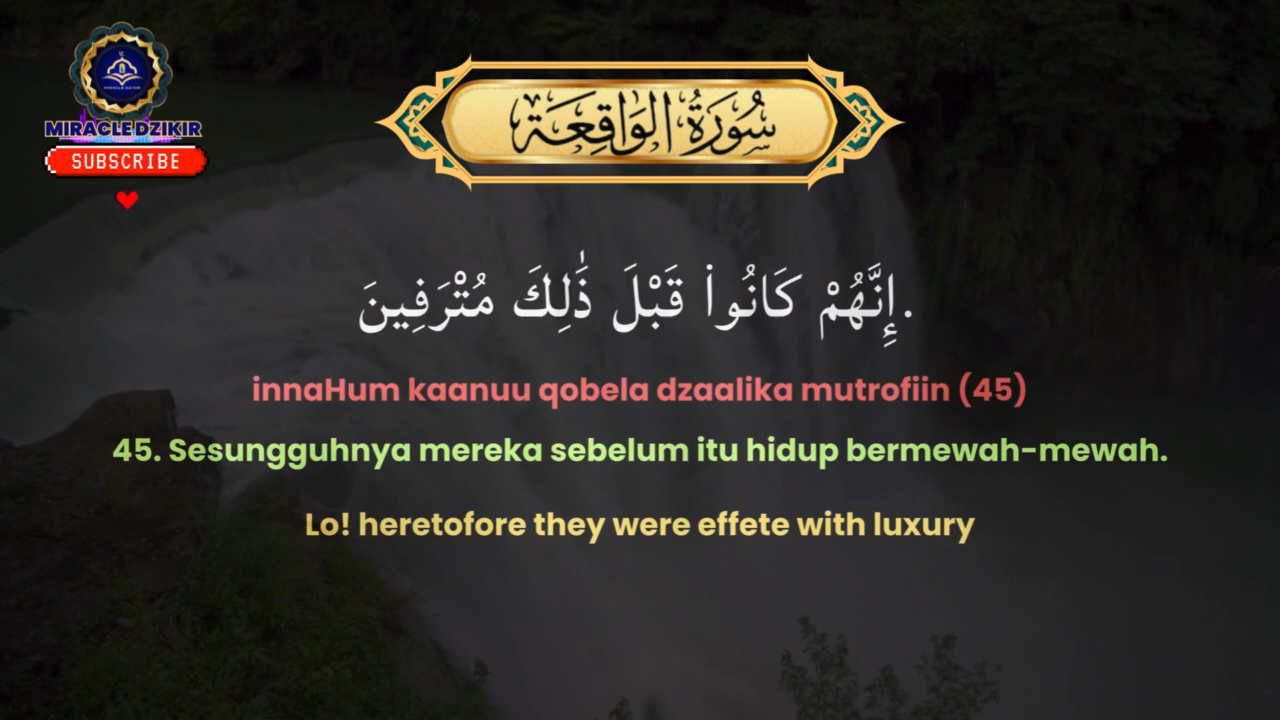 MIRACLE DZIKIR
SUBSCRIBE
سُورَةُ الوَاقِعَة
.إِنَّهُمْ كَانُوا۟ قَبْلَ ذَٰلِكَ مُتْرَفِينَ
innaHum kaanuu qobela dzaalika mutrofiin (45)
45. Sesungguhnya mereka sebelum itu hidup bermewah-mewah.
Lo! heretofore they were effete with luxury